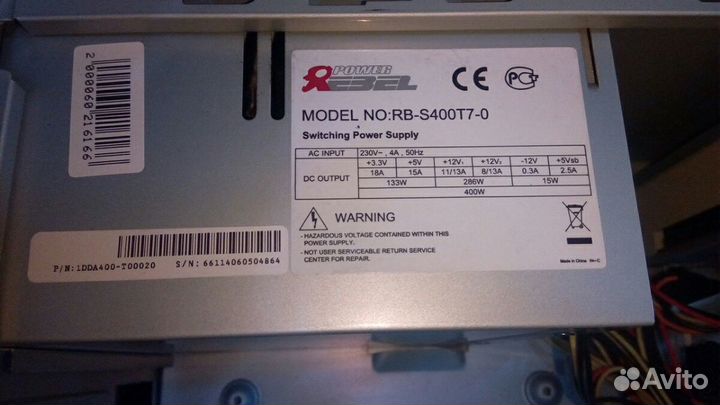 2000060216166
POWER
REBEL
CE
PC
MODEL NO:RB-S400T7-0
Switching Power Supply
AC INPUT 230V~, 4A, 50Hz
DC OUTPUT +3.3V +5V +12V1 +12V2 -12V +5Vsb
18A 15A 11/13A 8/13A 0.3A 2.5A
133W 286W 15W
400W
WARNING
- HAZARDOUS VOLTAGE CONTAINED WITHIN THIS
POWER SUPPLY.
- NOT USER SERVICEABLE RETURN SERVICE
CENTER FOR REPAIR.
Made in China
P/N:1DDA400-T00020 S/N: 66114060504864
Avito